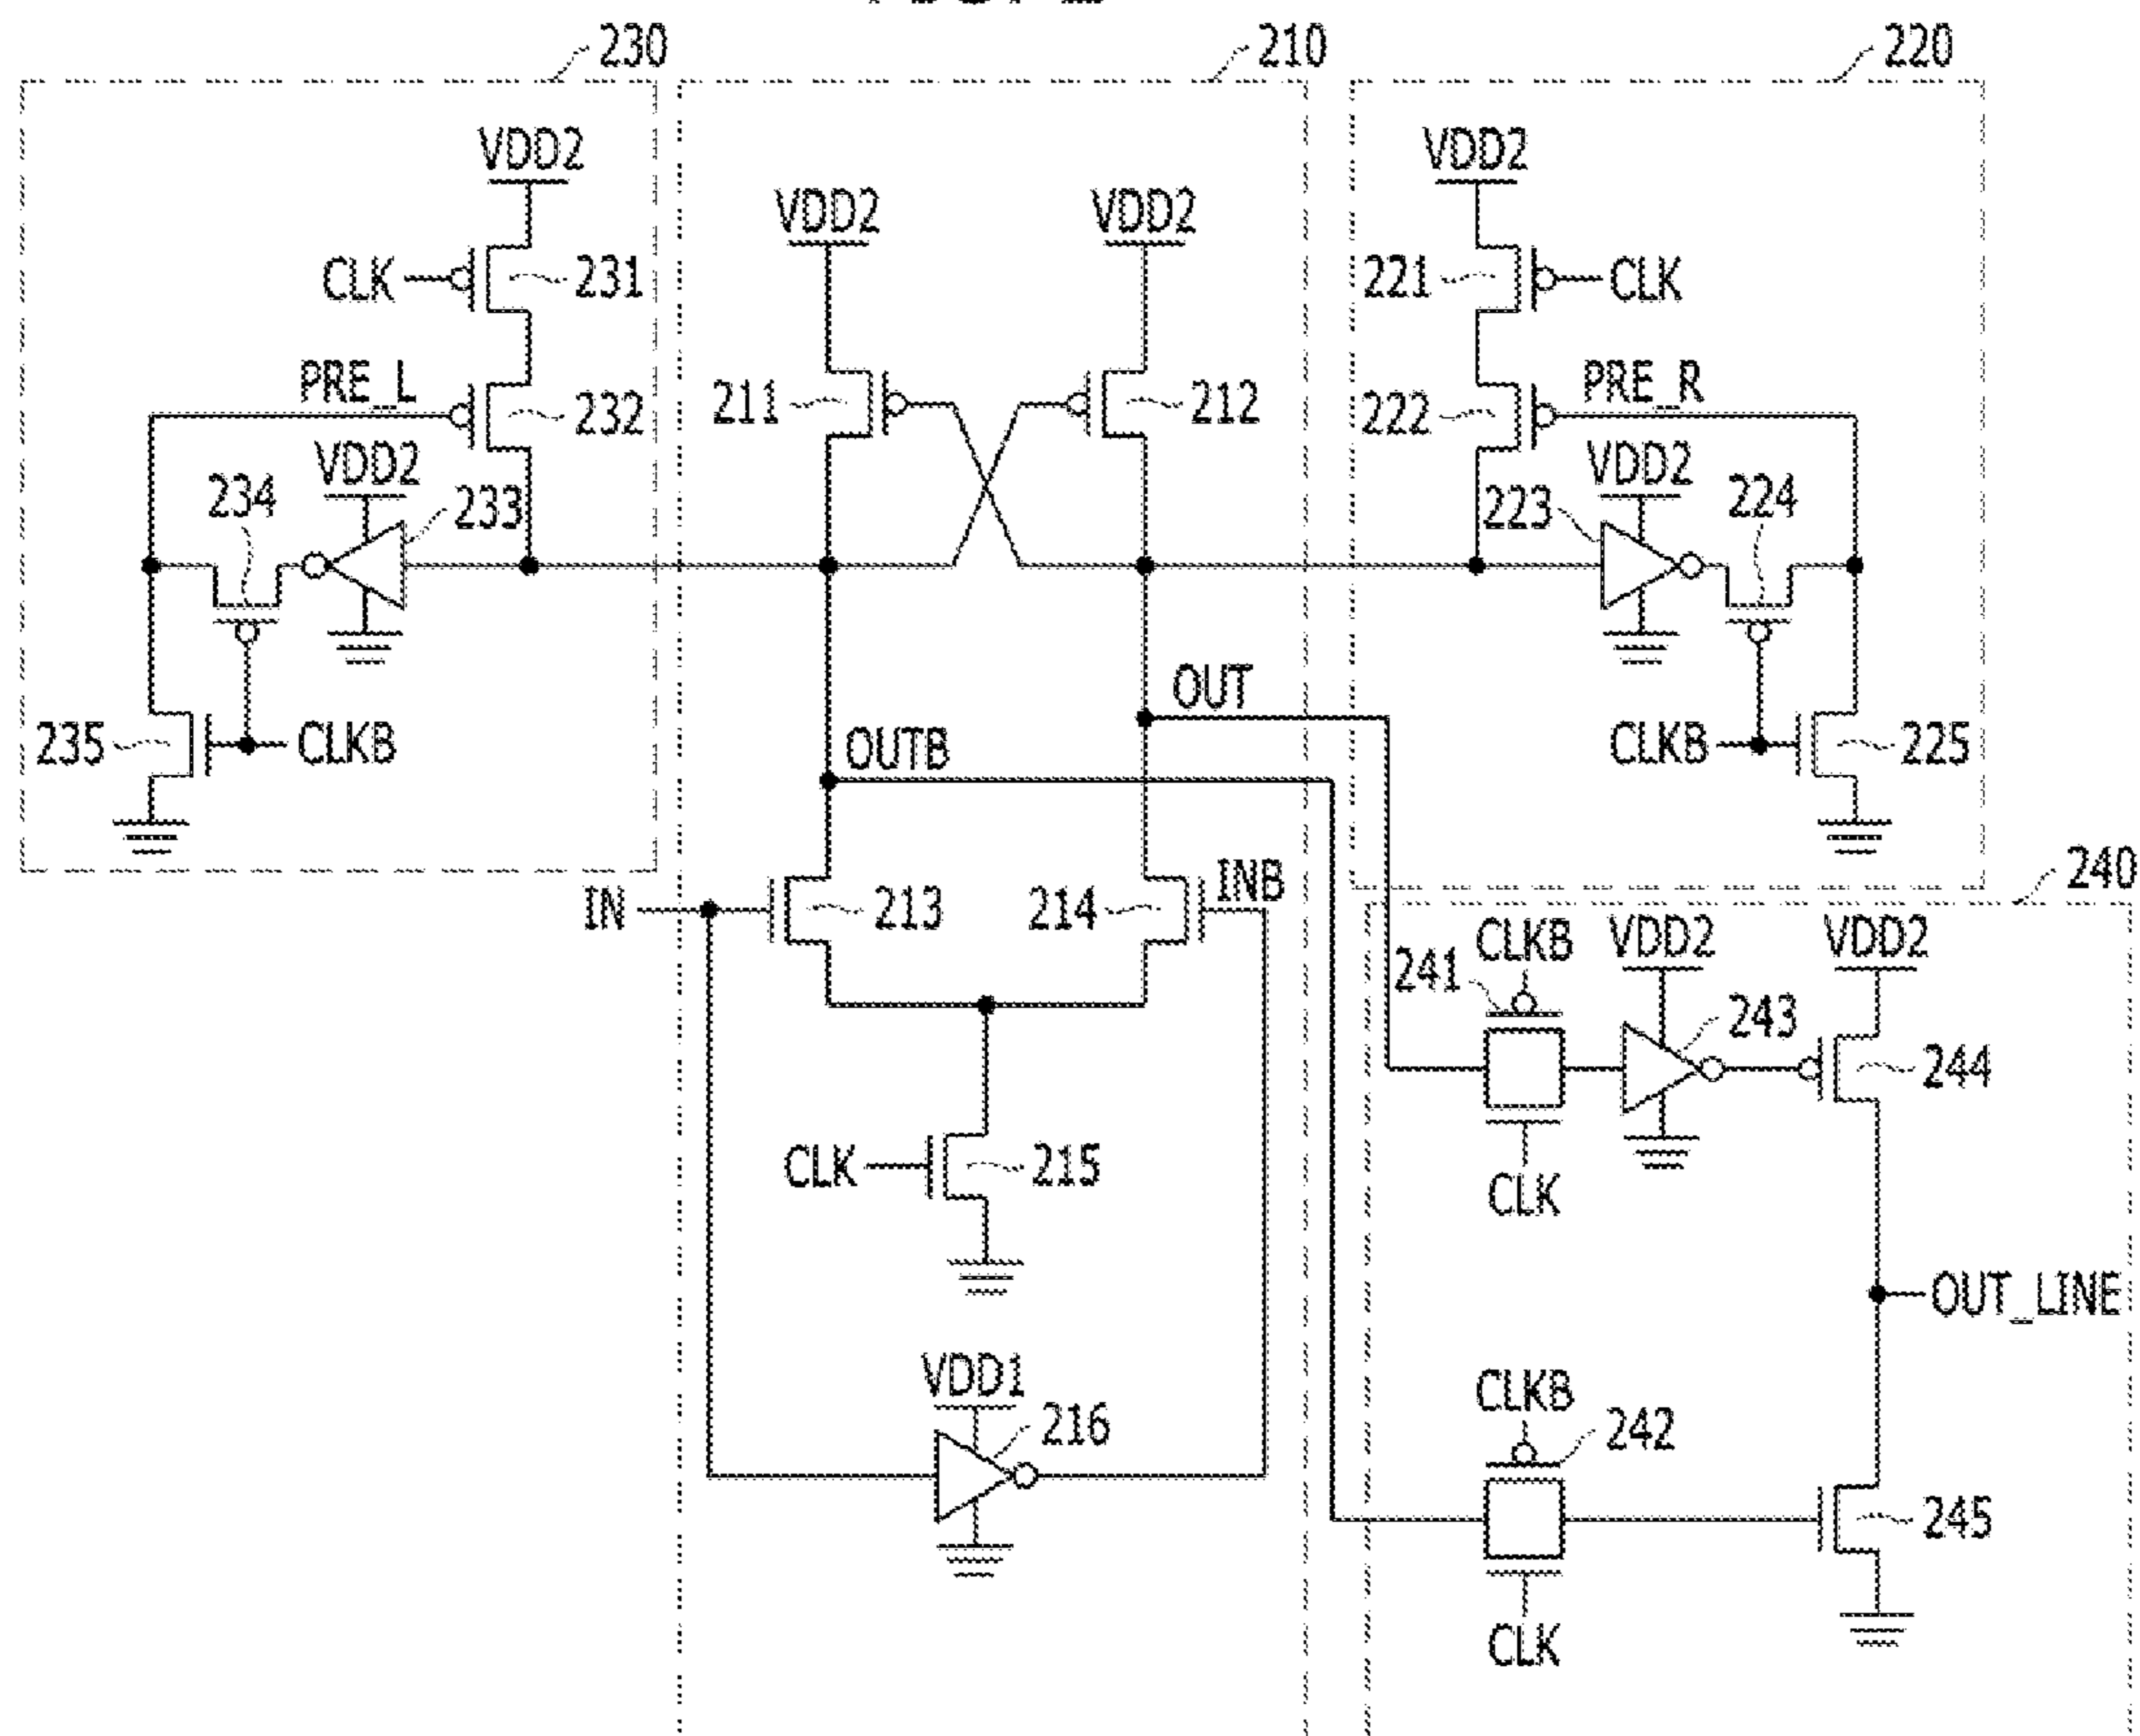 230
210
220
VDD2
VDD2
VDD2
VDD2
CLK
231
221
CLK
PRE_L
232
211
212
222
PRE_R
VDD2
234
233
VDD2
223
224
OUT
235
CLKB
OUTB
CLKB
225
240
IN
213
214
INB
CLKB
VDD2
VDD2
241
243
244
CLK
215
CLK
OUT_LINE
VDD1
216
CLKB
242
245
CLK